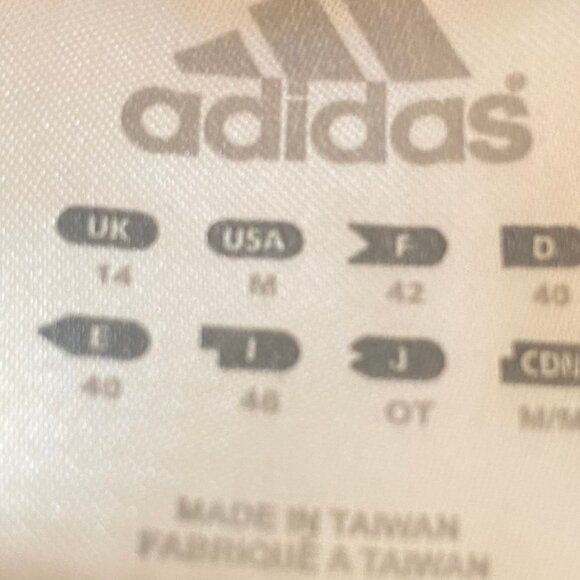 adidas®
UK USA F D
14 M 42 40
E I J CDN
40 46 OT M/M
MADE IN TAIWAN
FABRIQUÉ A TAIWAN